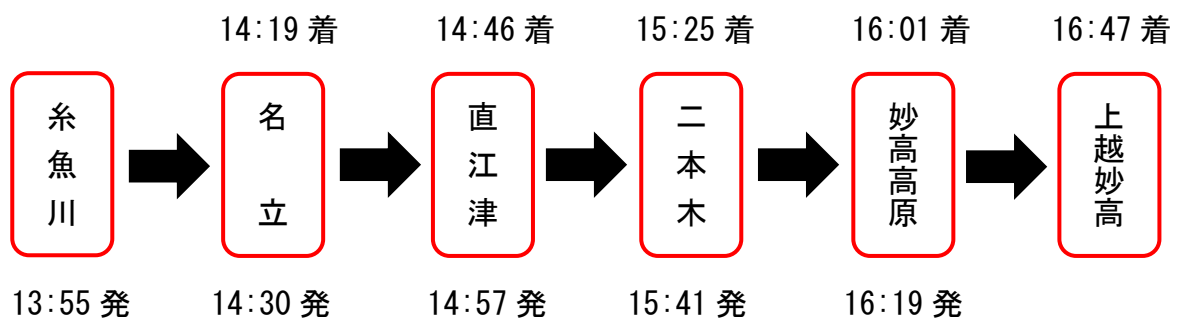 14:19 着 14:46 着 15:25 着 16:01 着 16:47 着
糸魚川 名立 直江津 二本木 妙高高原 上越妙高
13:55 発 14:30 発 14:57 発 15:41 発 16:19 発